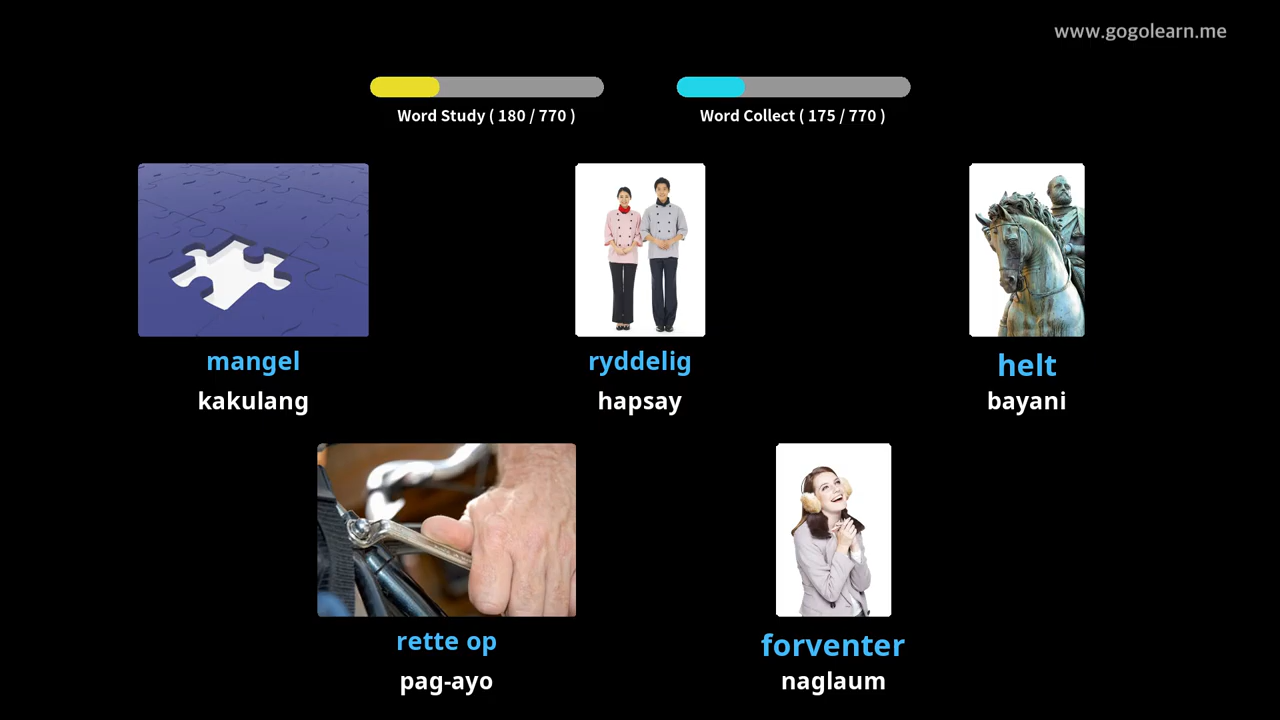 www.gogolearn.me
Word Study ( 180 / 770 )
Word Collect ( 175 / 770 )
mangel
kakulang
ryddelig
hapsay
helt
bayani
rette op
pag-ayo
forventer
naglaum